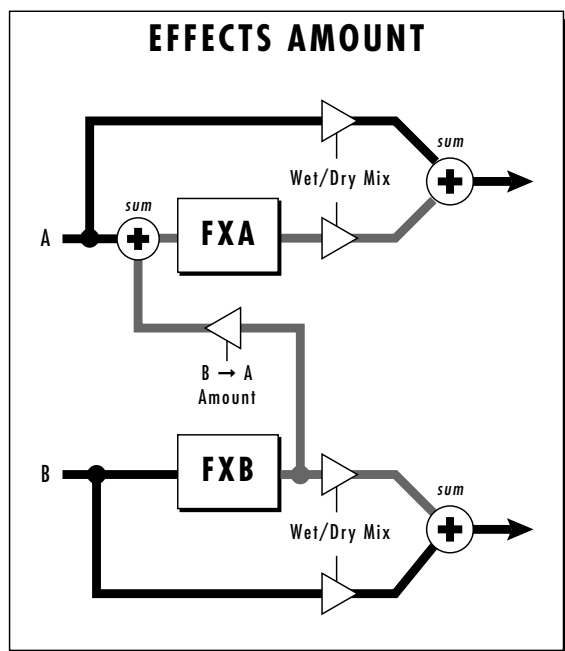 EFFECTS AMOUNT
sum
Wet/Dry Mix
sum
A
FXA
B → A
Amount
B
FXB
sum
Wet/Dry Mix